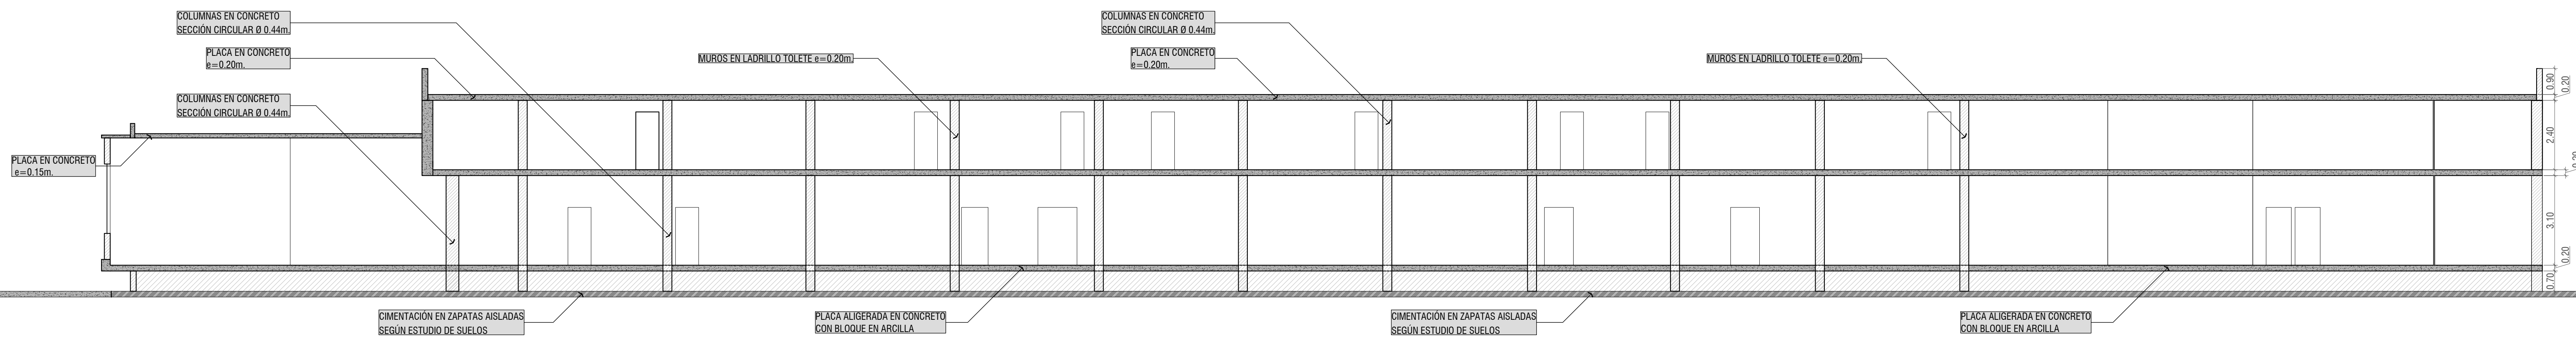 COLUMNAS EN CONCRETO
SECCIÓN CIRCULAR Ø 0.44m.
PLACA EN CONCRETO
e=0.20m.
COLUMNAS EN CONCRETO
SECCIÓN CIRCULAR Ø 0.44m.
PLACA EN CONCRETO
e=0.15m.
MUROS EN LADRILLO TOLETE e=0.20m.
COLUMNAS EN CONCRETO
SECCIÓN CIRCULAR Ø 0.44m.
PLACA EN CONCRETO
e=0.20m.
MUROS EN LADRILLO TOLETE e=0.20m.
0.90
0.20
2.40
0.20
3.10
0.20
0.70
CIMENTACIÓN EN ZAPATAS AISLADAS
SEGÚN ESTUDIO DE SUELOS
PLACA ALIGERADA EN CONCRETO
CON BLOQUE EN ARCILLA
CIMENTACIÓN EN ZAPATAS AISLADAS
SEGÚN ESTUDIO DE SUELOS
PLACA ALIGERADA EN CONCRETO
CON BLOQUE EN ARCILLA